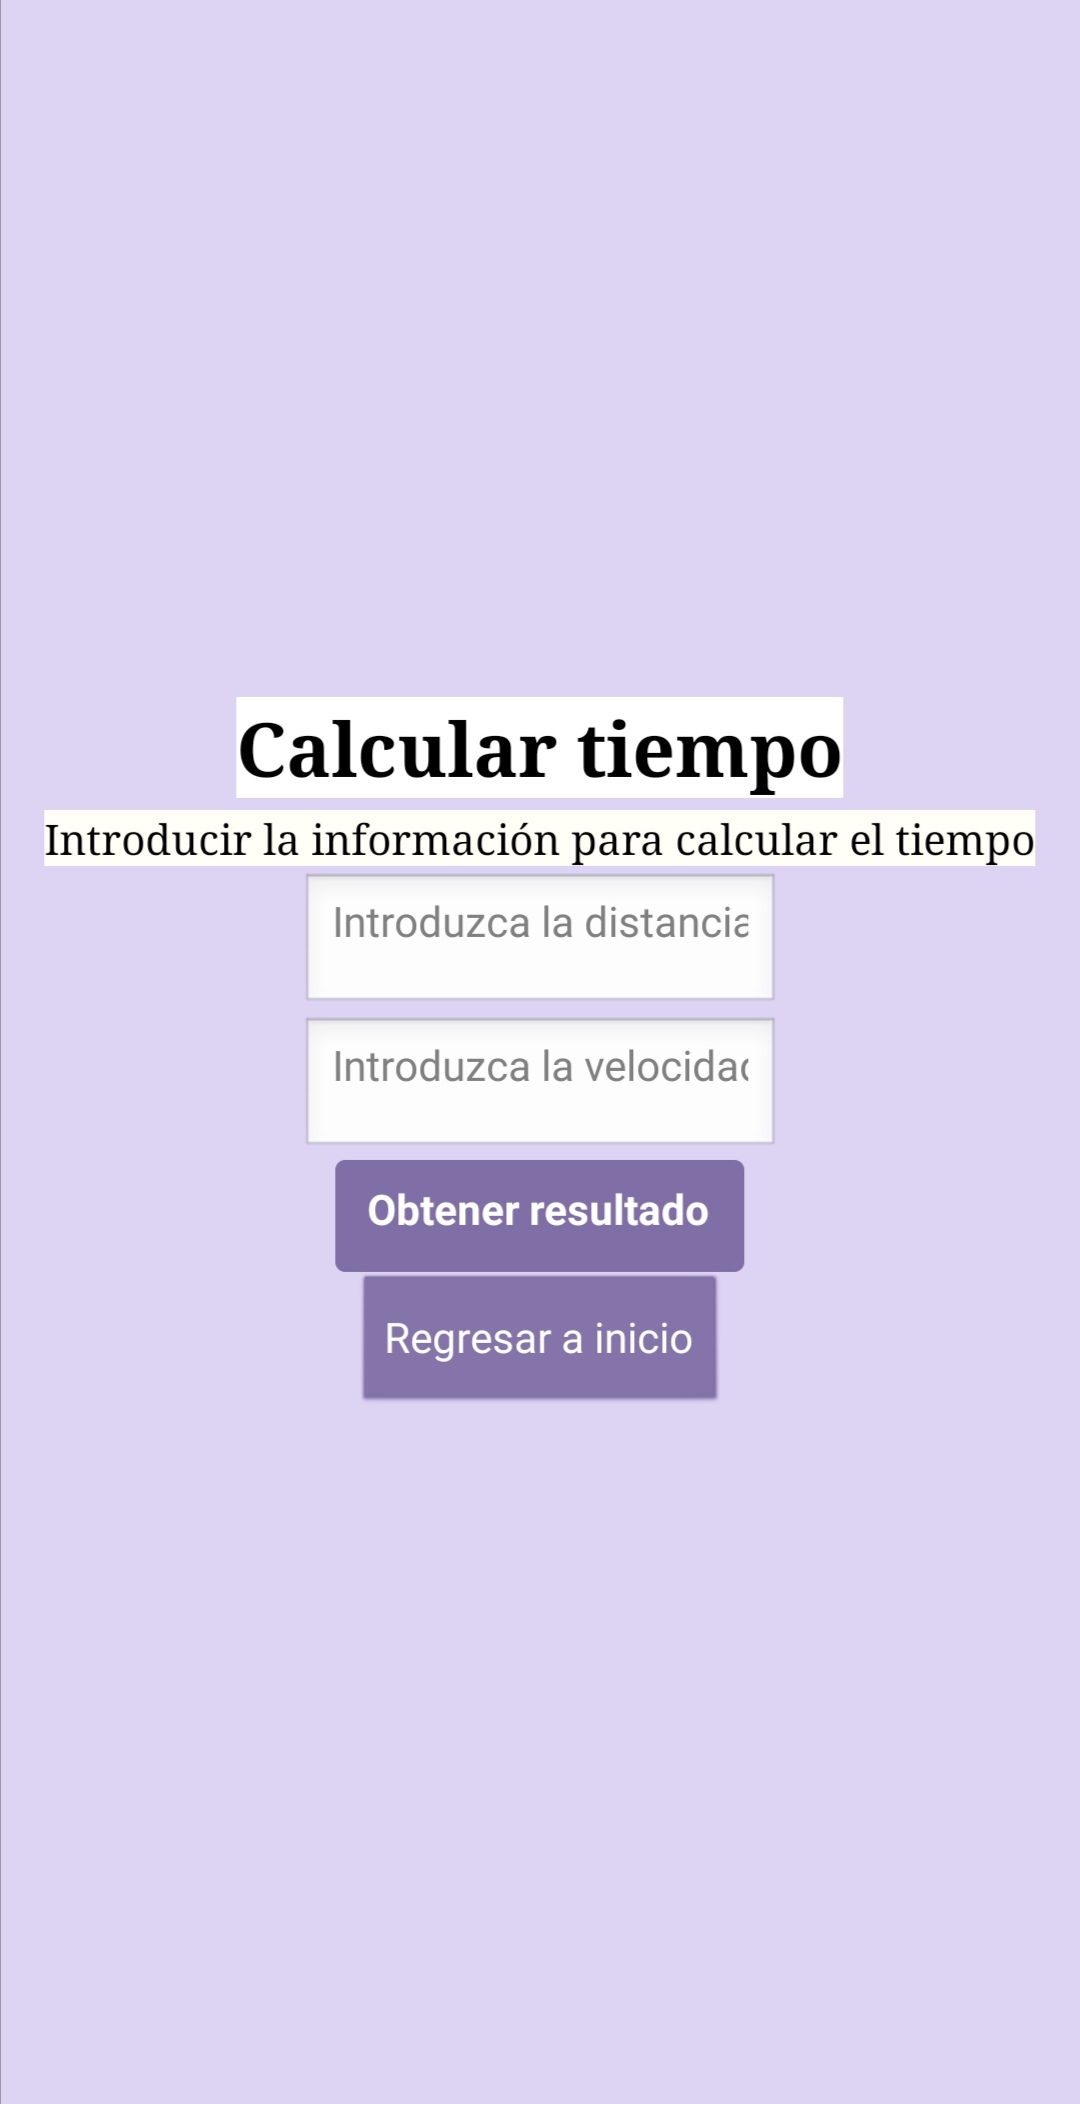 Calcular tiempo
Introducir la información para calcular el tiempo
Introduzca la distancia
Introduzca la velocidad
Obtener resultado
Regresar a inicio